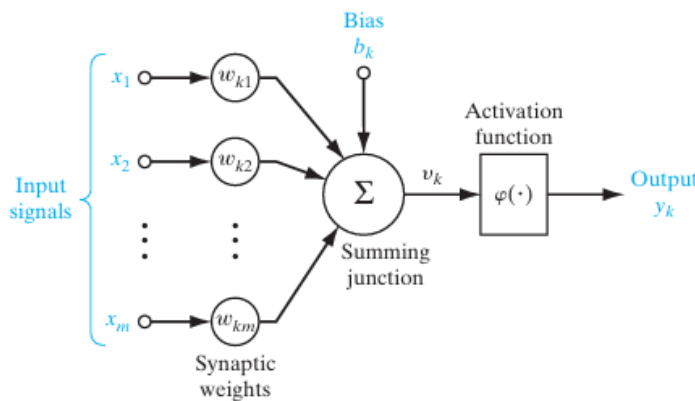 Bias
b_k
x_1
w_k1
Activation
function
x_2
w_k2
Input
signals
Σ
v_k
φ(·)
Output
y_k
Summing
junction
x_m
w_km
Synaptic
weights